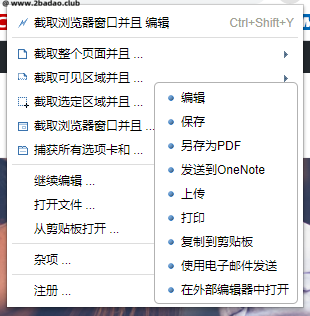 @ www.2badao.club
截取浏览器窗口并且 编辑 Ctrl+Shift+Y
截取整个页面并且 ...
截取可见区域并且 ...
截取选定区域并且 ...
截取浏览器窗口并且 ...
捕获所有选项卡和 ...
继续编辑 ...
打开文件 ...
从剪贴板打开 ...
杂项 ...
注册 ...
编辑
保存
另存为PDF
发送到OneNote
上传
打印
复制到剪贴板
使用电子邮件发送
在外部编辑器中打开